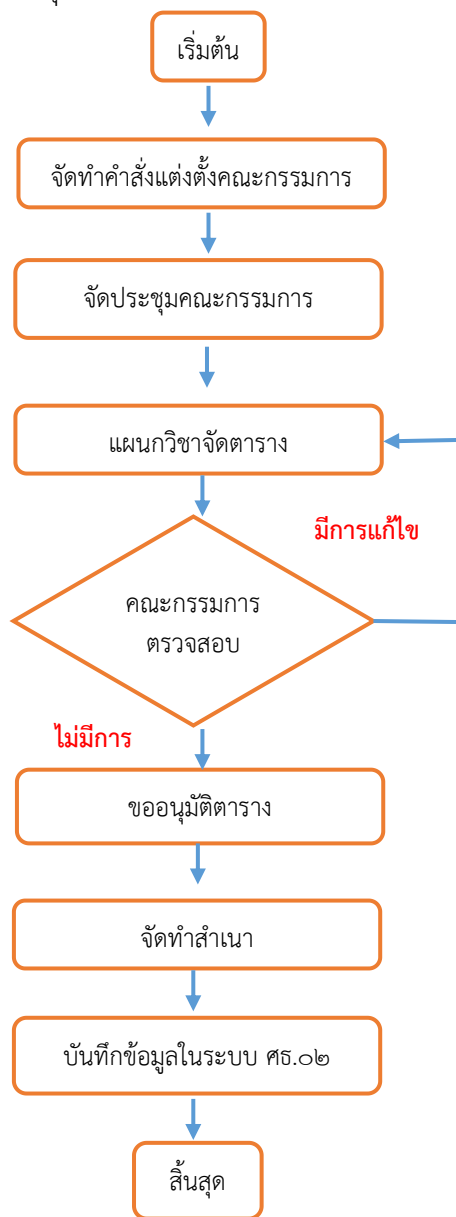 เริ่มต้น
จัดทำคำสั่งแต่งตั้งคณะกรรมการ
จัดประชุมคณะกรรมการ
แผนกวิชาจัดตาราง
มีการแก้ไข
คณะกรรมการ
ตรวจสอบ
ไม่มีการ
ขออนุมัติตาราง
จัดทำสำเนา
บันทึกข้อมูลในระบบ ศธ.๐๒
สิ้นสุด